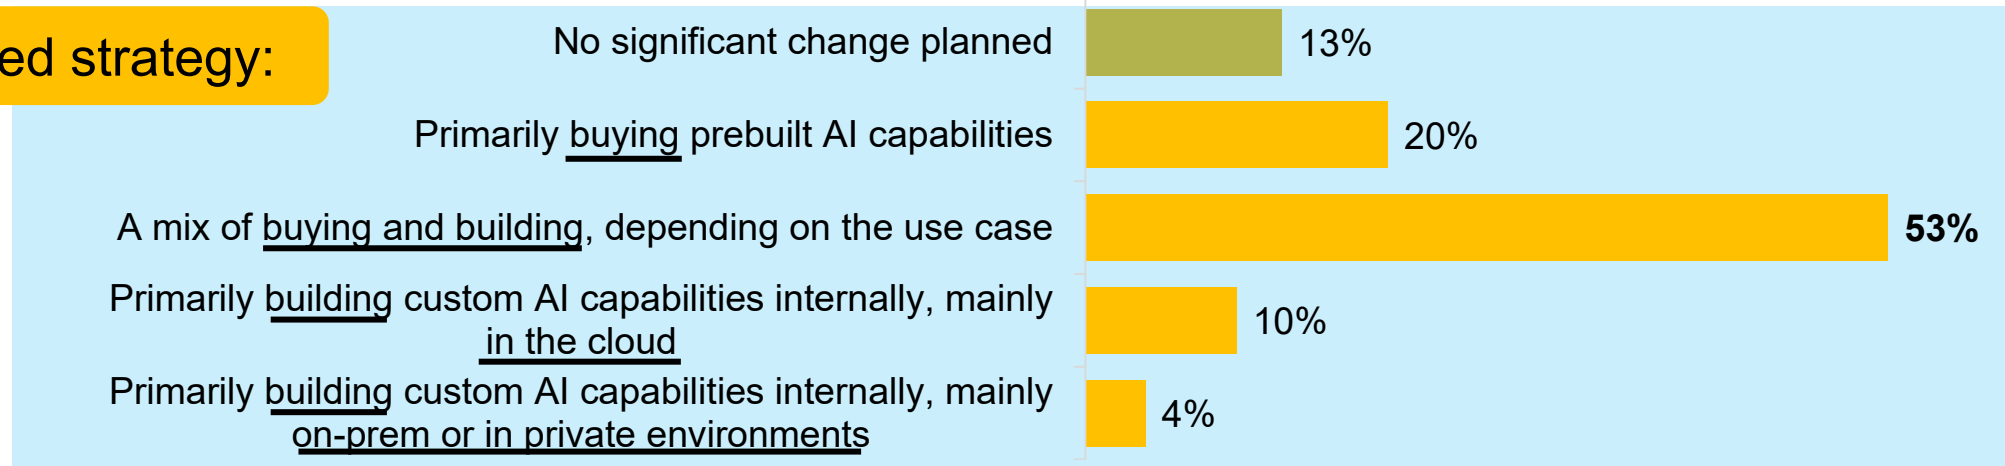 ed strategy:
No significant change planned 13%
Primarily buying prebuilt AI capabilities 20%
A mix of buying and building, depending on the use case 53%
Primarily building custom AI capabilities internally, mainly
in the cloud 10%
Primarily building custom AI capabilities internally, mainly
on-prem or in private environments 4%